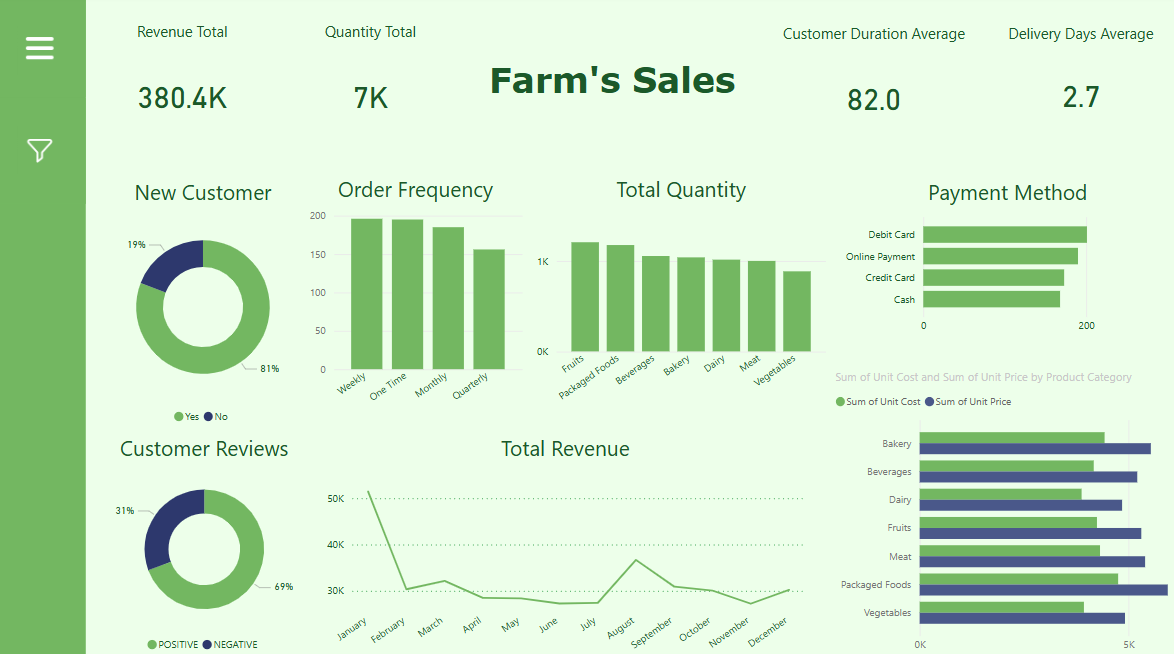 Revenue Total
Quantity Total
Customer Duration Average
Delivery Days Average
Farm's Sales
380.4K
7K
82.0
2.7
New Customer
19%
81%
Yes
No
Order Frequency
200
150
100
50
0
Weekly
One Time
Monthly
Quarterly
Total Quantity
1K
0K
Fruits
Packaged Foods
Beverages
Bakery
Dairy
Meat
Vegetables
Payment Method
Debit Card
Online Payment
Credit Card
Cash
0
200
Customer Reviews
31%
69%
POSITIVE
NEGATIVE
Total Revenue
50K
40K
30K
January
February
March
April
May
June
July
August
September
October
November
December
Sum of Unit Cost and Sum of Unit Price by Product Category
Sum of Unit Cost
Sum of Unit Price
Bakery
Beverages
Dairy
Fruits
Meat
Packaged Foods
Vegetables
0K
5K